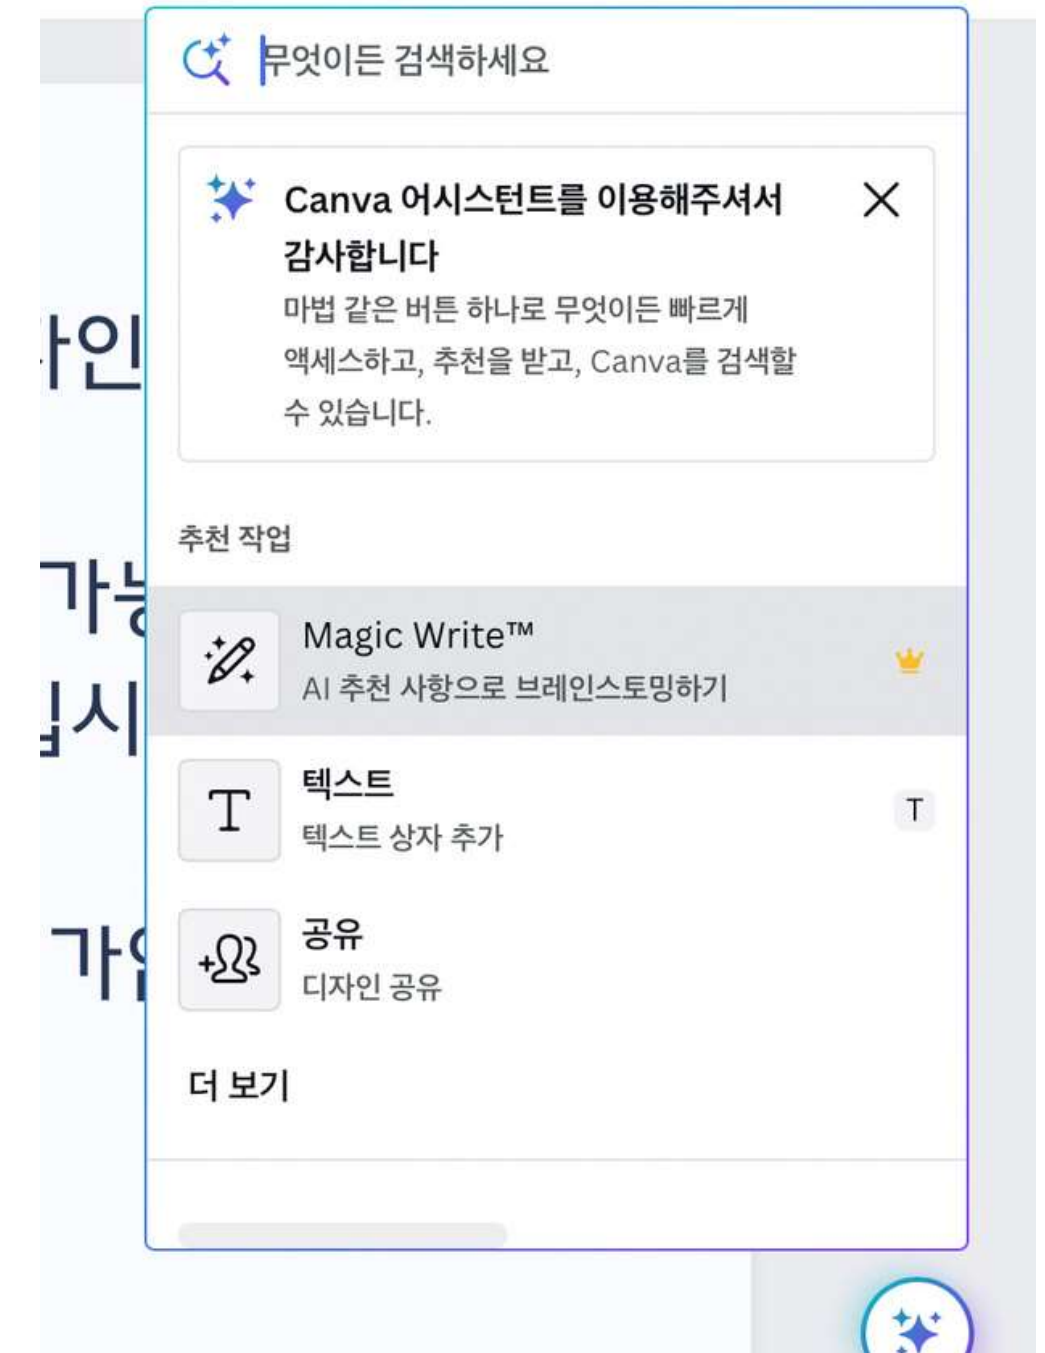 무엇이든 검색하세요
Canva 어시스턴트를 이용해주셔서
감사합니다
마법 같은 버튼 하나로 무엇이든 빠르게
액세스하고, 추천을 받고, Canva를 검색할
수 있습니다.
추천 작업
Magic Write™
AI 추천 사항으로 브레인스토밍하기
텍스트
텍스트 상자 추가
T
공유
디자인 공유
더 보기